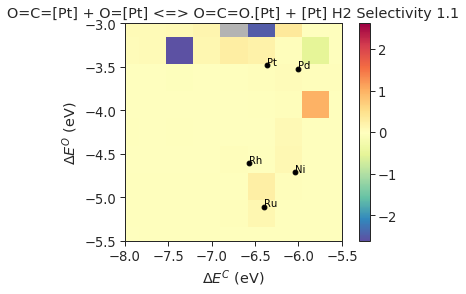 O=C=[Pt] + O=[Pt] <=> O=C=O.[Pt] + [Pt] H2 Selectivity 1.1
−3.0
−3.5
−4.0
−4.5
−5.0
−5.5
ΔE^O (eV)
Pt
Pd
Rh
Ni
Ru
−8.0 −7.5 −7.0 −6.5 −6.0 −5.5
ΔE^C (eV)
2
1
0
−1
−2